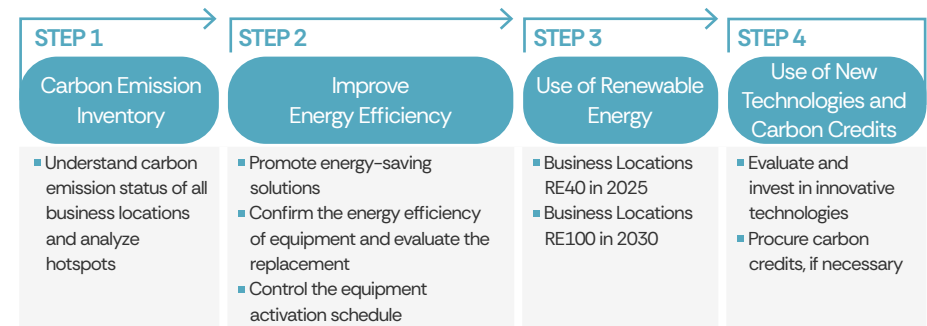 STEP 1
Carbon Emission
Inventory
▪ Understand carbon
emission status of all
business locations
and analyze
hotspots
STEP 2
Improve
Energy Efficiency
▪ Promote energy-saving
solutions
▪ Confirm the energy efficiency
of equipment and evaluate the
replacement
▪ Control the equipment
activation schedule
STEP 3
Use of Renewable
Energy
▪ Business Locations
RE40 in 2025
▪ Business Locations
RE100 in 2030
STEP 4
Use of New
Technologies and
Carbon Credits
▪ Evaluate and
invest in innovative
technologies
▪ Procure carbon
credits, if necessary